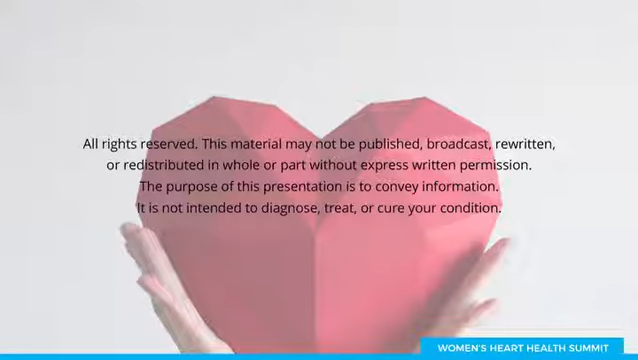 All rights reserved. This material may not be published, broadcast, rewritten,
or redistributed in whole or part without express written permission.
The purpose of this presentation is to convey information.
It is not intended to diagnose, treat, or cure your condition.
WOMEN'S HEART HEALTH SUMMIT